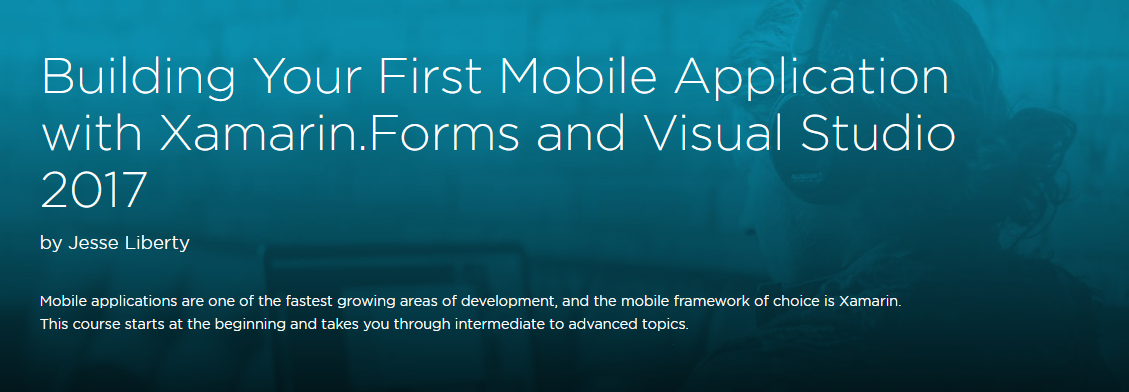 Building Your First Mobile Application
with Xamarin.Forms and Visual Studio
2017
by Jesse Liberty
Mobile applications are one of the fastest growing areas of development, and the mobile framework of choice is Xamarin.
This course starts at the beginning and takes you through intermediate to advanced topics.